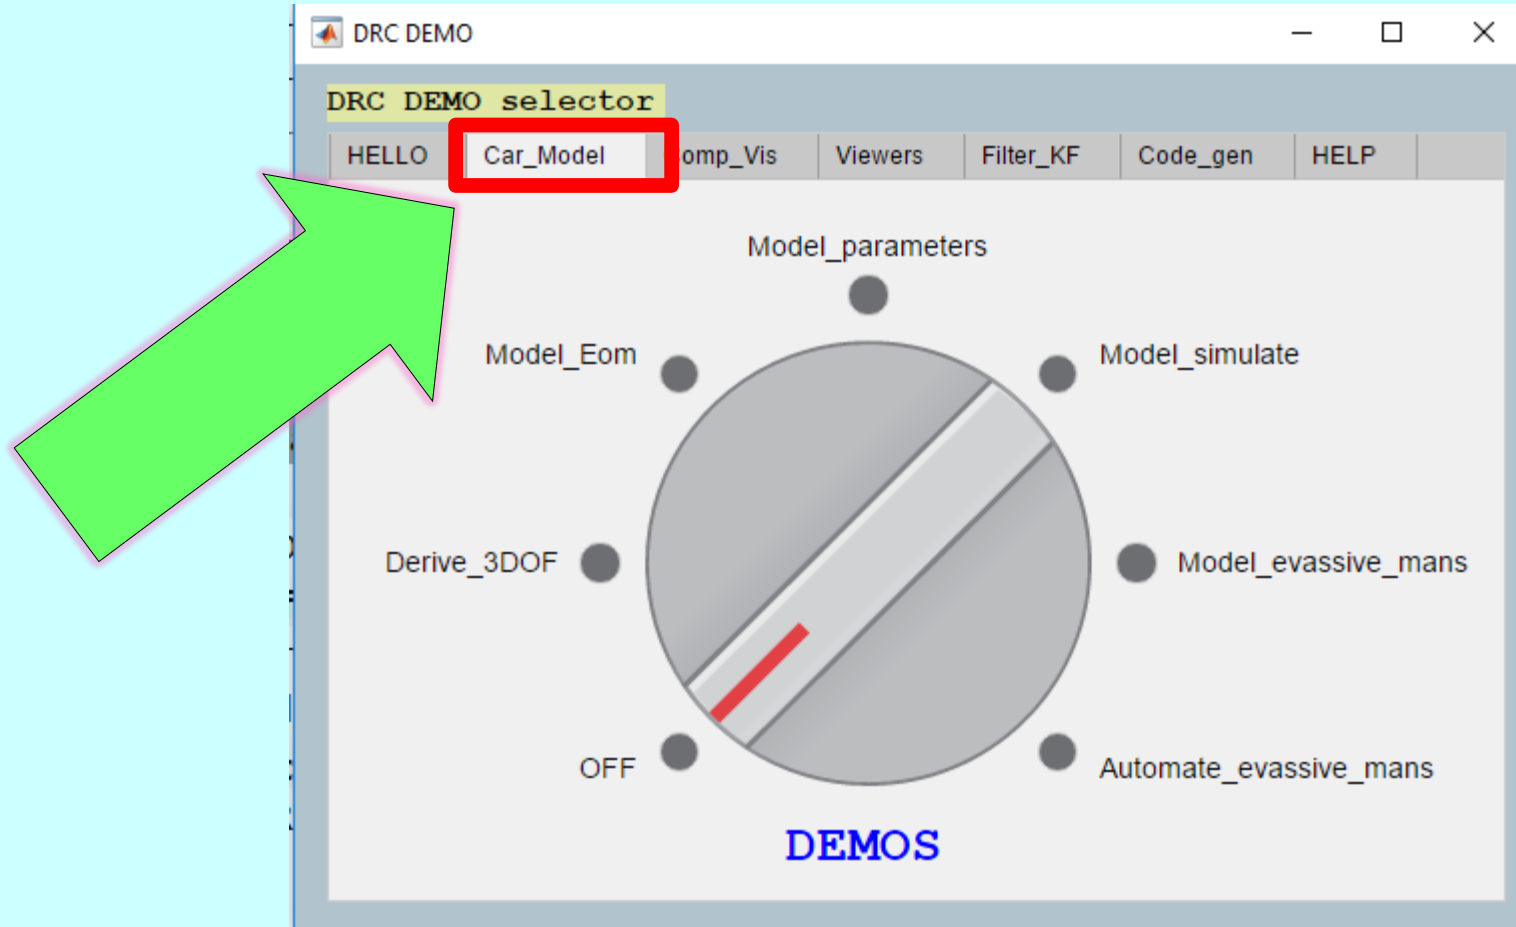 DRC DEMO
DRC DEMO selector
HELLO Car_Model omp_Vis Viewers Filter_KF Code_gen HELP
Model_parameters
Model_Eom Model_simulate
Derive_3DOF Model_evassive_mans
OFF Automate_evassive_mans
DEMOS